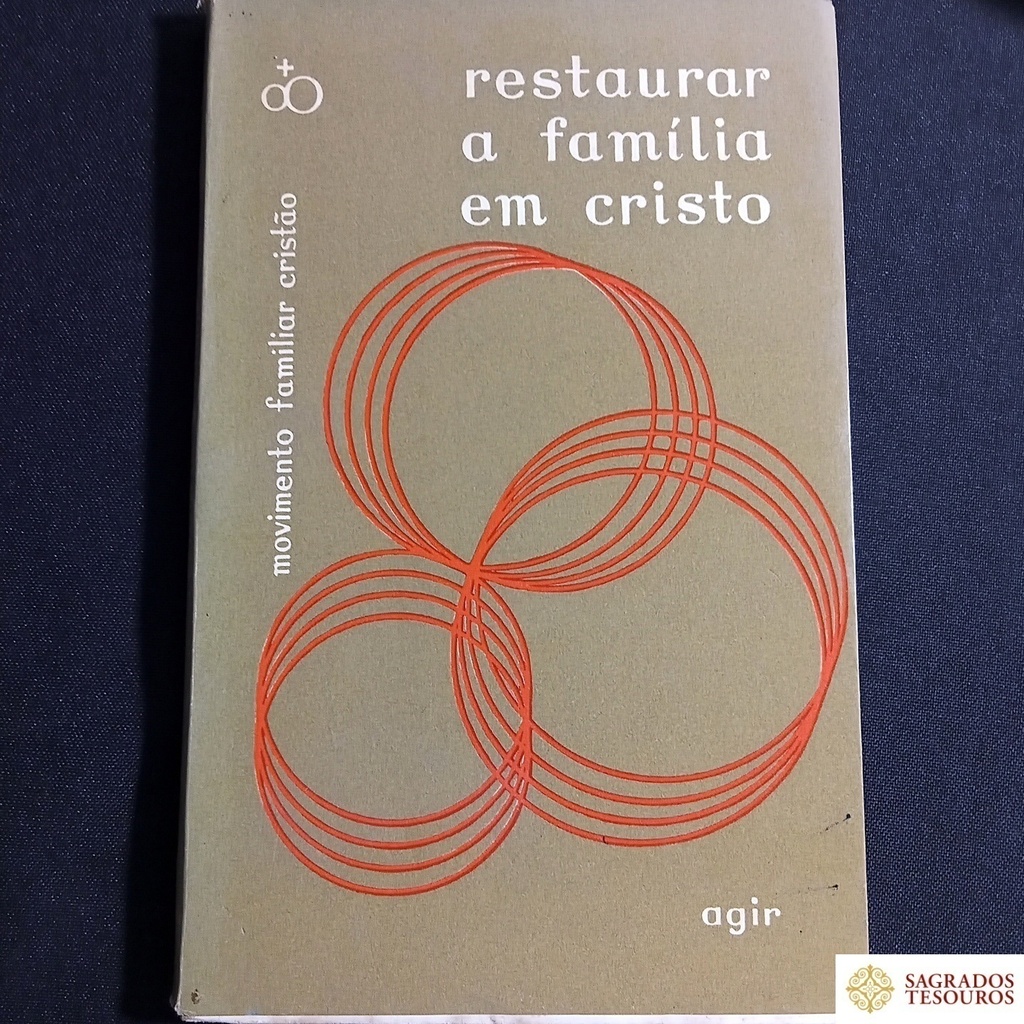 restaurar
a família
em cristo
movimento familiar cristão
agir
SAGRADOS
TESOUROS